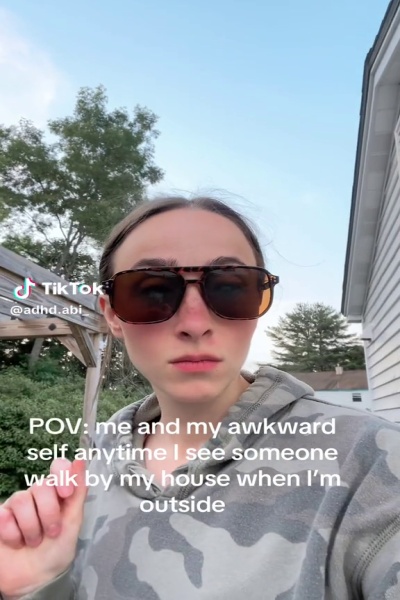 TikTok
@adhd.abi
POV: me and my awkward
self anytime I see someone
walk by my house when I'm
outside